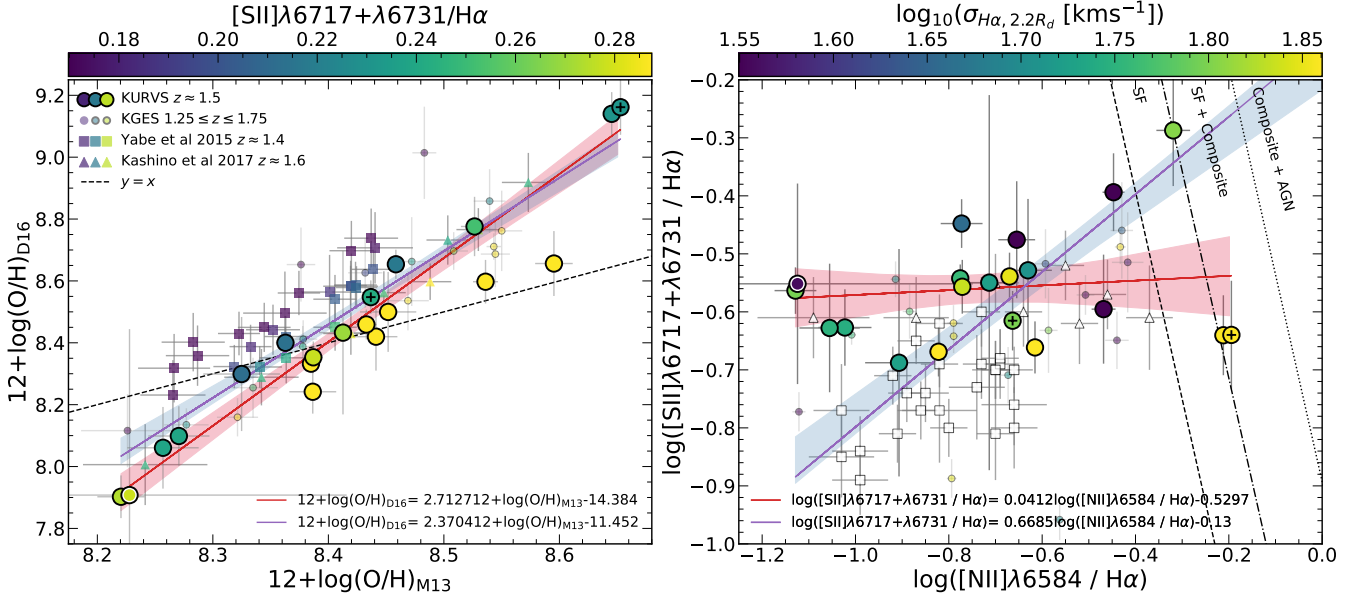 [SII]λ6717+λ6731/Hα
0.18 0.20 0.22 0.24 0.26 0.28
KURVS z ≈ 1.5
KGES 1.25 ≤ z ≤ 1.75
Yabe et al 2015 z ≈ 1.4
Kashino et al 2017 z ≈ 1.6
y = x
12+log(O/H)D16
9.2
9.0
8.8
8.6
8.4
8.2
8.0
7.8
12+log(O/H)D16= 2.712712+log(O/H)M13-14.384
12+log(O/H)D16= 2.370412+log(O/H)M13-11.452
8.2 8.3 8.4 8.5 8.6
12+log(O/H)M13
log10(σHα, 2.2Rd [kms−1])
1.55 1.60 1.65 1.70 1.75 1.80 1.85
SF
SF + Composite
Composite + AGN
log([SII]λ6717+λ6731 / Hα)
−0.2
−0.3
−0.4
−0.5
−0.6
−0.7
−0.8
−0.9
−1.0
log([SII]λ6717+λ6731 / Hα)= 0.0412log([NII]λ6584 / Hα)-0.5297
log([SII]λ6717+λ6731 / Hα)= 0.6685log([NII]λ6584 / Hα)-0.13
−1.2 −1.0 −0.8 −0.6 −0.4 −0.2 0.0
log([NII]λ6584 / Hα)